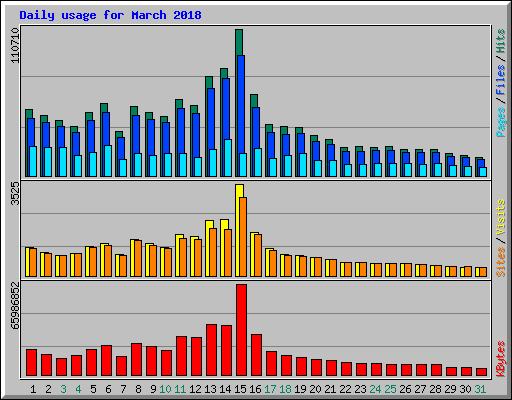 Daily usage for March 2018
110710
Pages / Files / Hits
3525
Sites / Visits
65986852
KBytes
1 2 3 4 5 6 7 8 9 10 11 12 13 14 15 16 17 18 19 20 21 22 23 24 25 26 27 28 29 30 31